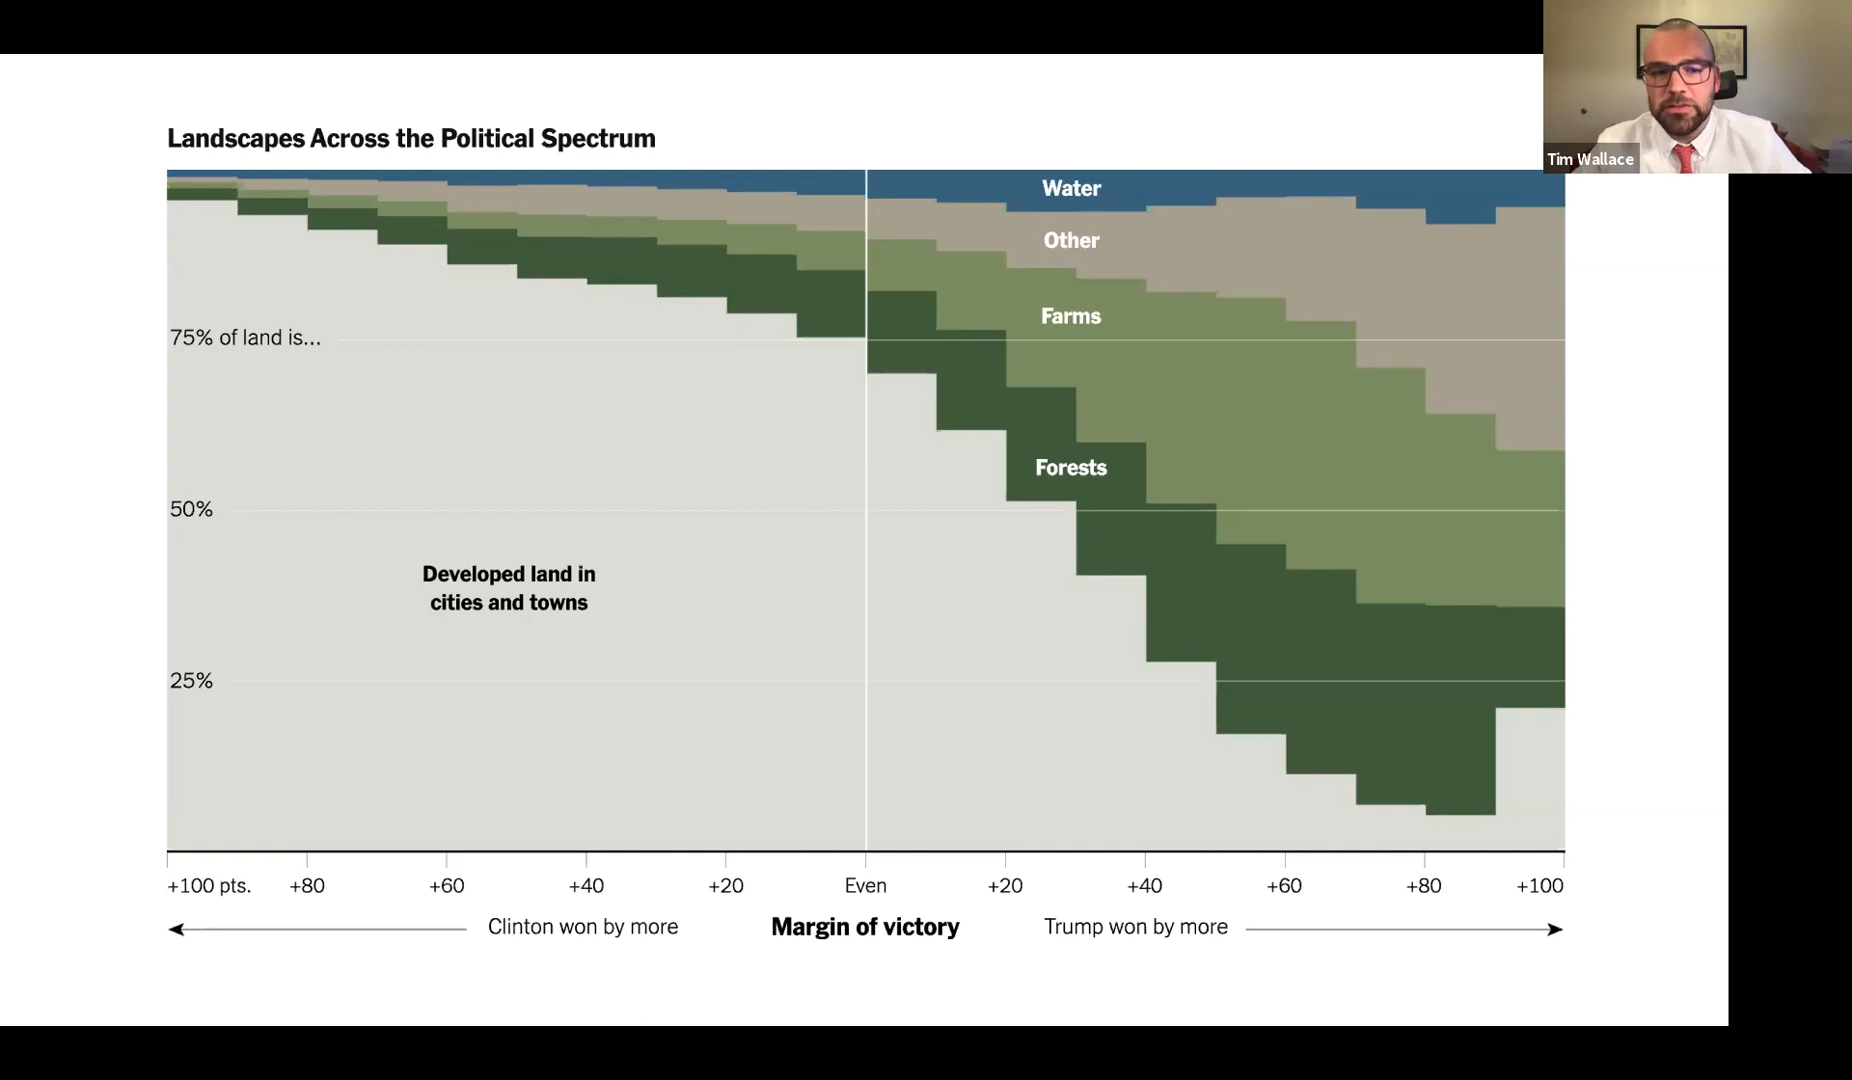 Tim Wallace
Landscapes Across the Political Spectrum
Water
Other
Farms
75% of land is...
Forests
50%
Developed land in
cities and towns
25%
+100 pts. +80 +60 +40 +20 Even +20 +40 +60 +80 +100
Clinton won by more Margin of victory Trump won by more